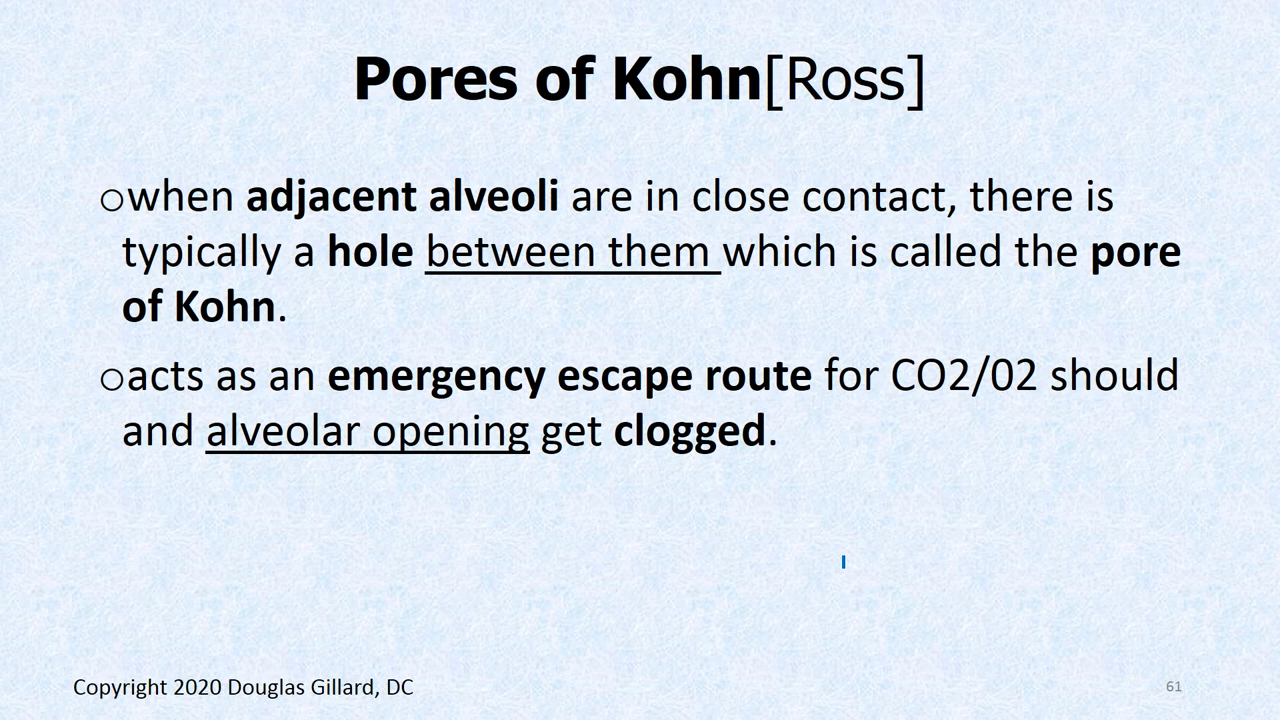 Pores of Kohn[Ross]
○when adjacent alveoli are in close contact, there is
typically a hole between them which is called the pore
of Kohn.
○acts as an emergency escape route for CO2/02 should
and alveolar opening get clogged.
Copyright 2020 Douglas Gillard, DC
61